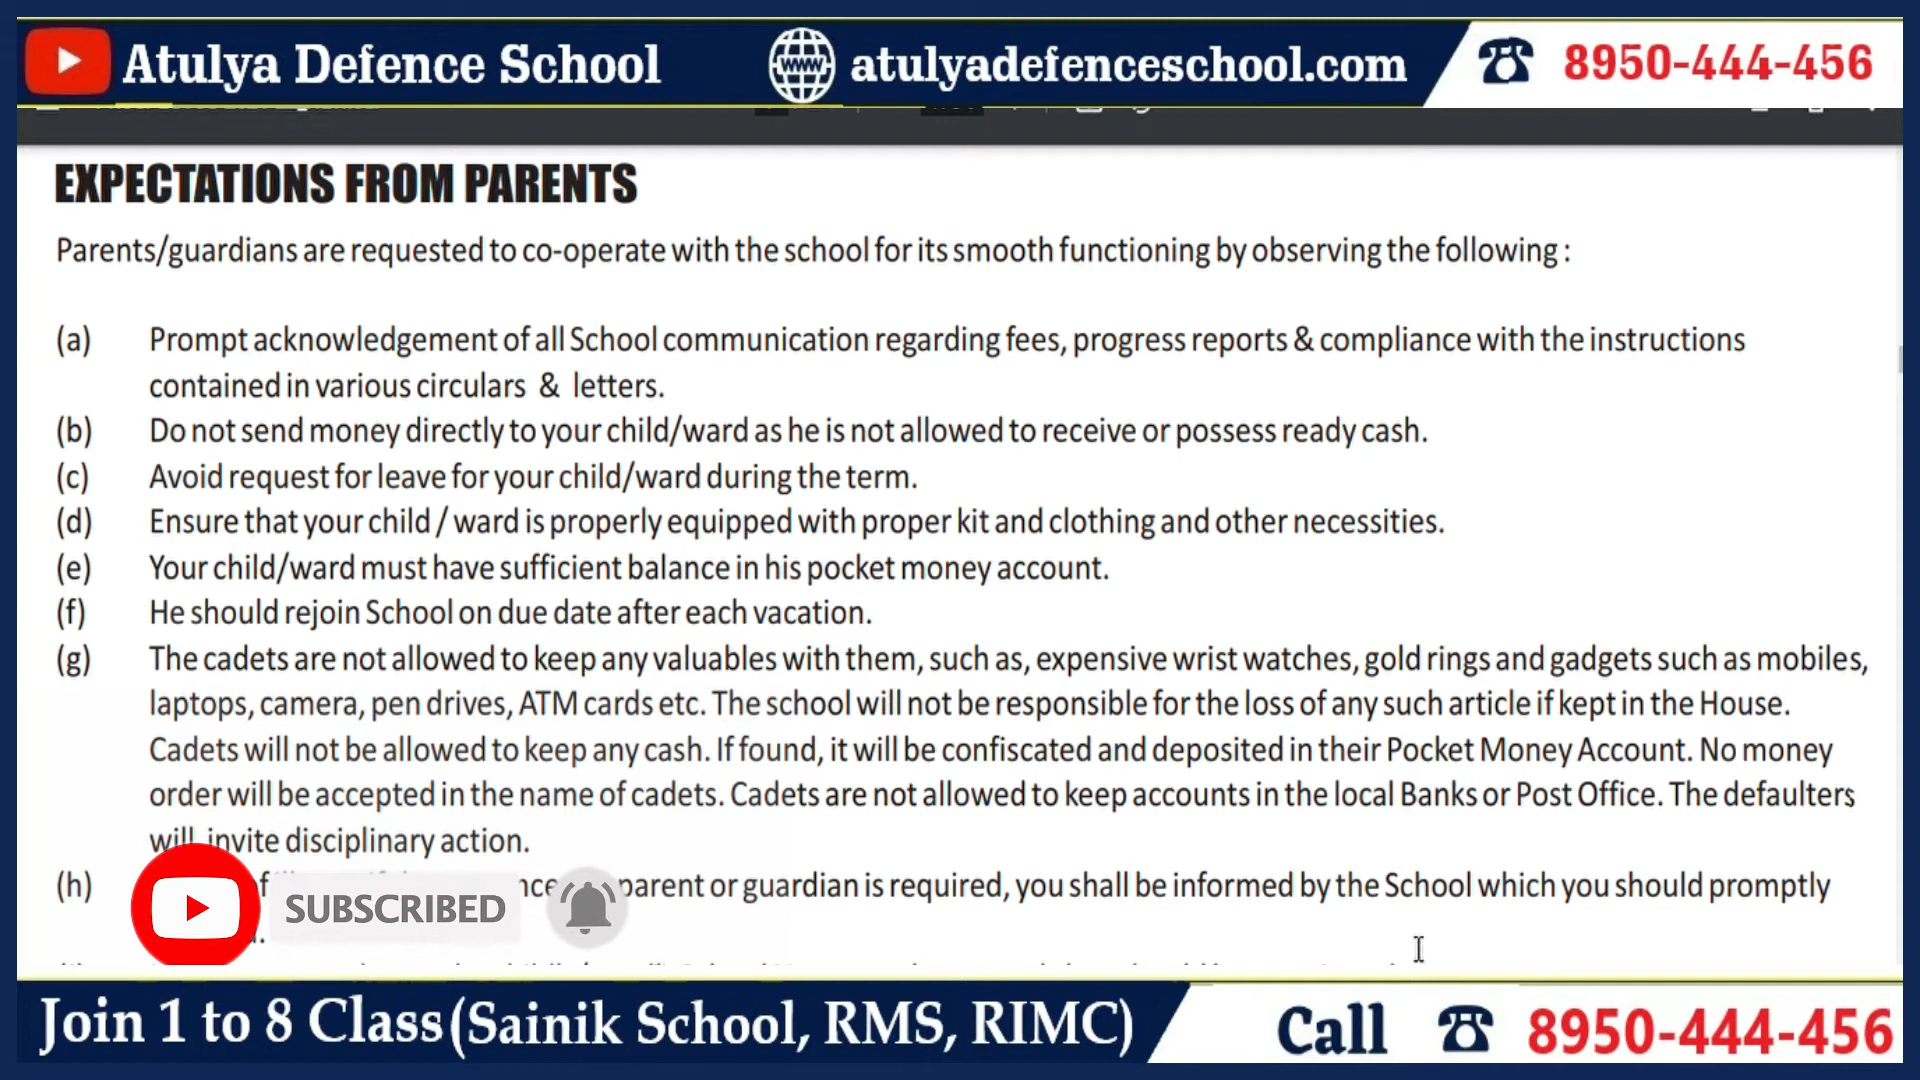 Atulya Defence School www atulyadefenceschool.com 8950-444-456
EXPECTATIONS FROM PARENTS
Parents/guardians are requested to co-operate with the school for its smooth functioning by observing the following :
(a) Prompt acknowledgement of all School communication regarding fees, progress reports & compliance with the instructions
contained in various circulars & letters.
(b) Do not send money directly to your child/ward as he is not allowed to receive or possess ready cash.
(c) Avoid request for leave for your child/ward during the term.
(d) Ensure that your child / ward is properly equipped with proper kit and clothing and other necessities.
(e) Your child/ward must have sufficient balance in his pocket money account.
(f) He should rejoin School on due date after each vacation.
(g) The cadets are not allowed to keep any valuables with them, such as, expensive wrist watches, gold rings and gadgets such as mobiles,
laptops, camera, pen drives, ATM cards etc. The school will not be responsible for the loss of any such article if kept in the House.
Cadets will not be allowed to keep any cash. If found, it will be confiscated and deposited in their Pocket Money Account. No money
order will be accepted in the name of cadets. Cadets are not allowed to keep accounts in the local Banks or Post Office. The defaulters
will invite disciplinary action.
(h) parent or guardian is required, you shall be informed by the School which you should promptly
SUBSCRIBED
Join 1 to 8 Class (Sainik School, RMS, RIMC) Call 8950-444-456